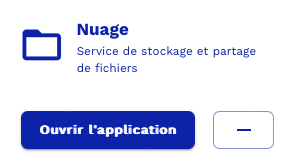 Nuage
Service de stockage et partage
de fichiers
Ouvrir l'application